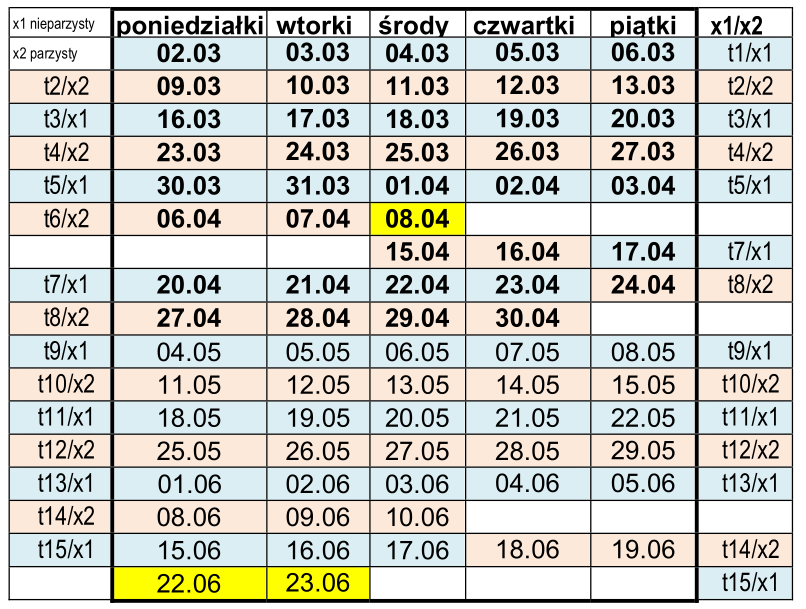 x1 nieparzysty poniedziałki wtorki środy czwartki piątki x1/x2
x2 parzysty 02.03 03.03 04.03 05.03 06.03 t1/x1
t2/x2 09.03 10.03 11.03 12.03 13.03 t2/x2
t3/x1 16.03 17.03 18.03 19.03 20.03 t3/x1
t4/x2 23.03 24.03 25.03 26.03 27.03 t4/x2
t5/x1 30.03 31.03 01.04 02.04 03.04 t5/x1
t6/x2 06.04 07.04 08.04
15.04 16.04 17.04 t7/x1
t7/x1 20.04 21.04 22.04 23.04 24.04 t8/x2
t8/x2 27.04 28.04 29.04 30.04
t9/x1 04.05 05.05 06.05 07.05 08.05 t9/x1
t10/x2 11.05 12.05 13.05 14.05 15.05 t10/x2
t11/x1 18.05 19.05 20.05 21.05 22.05 t11/x1
t12/x2 25.05 26.05 27.05 28.05 29.05 t12/x2
t13/x1 01.06 02.06 03.06 04.06 05.06 t13/x1
t14/x2 08.06 09.06 10.06
t15/x1 15.06 16.06 17.06 18.06 19.06 t14/x2
22.06 23.06 t15/x1